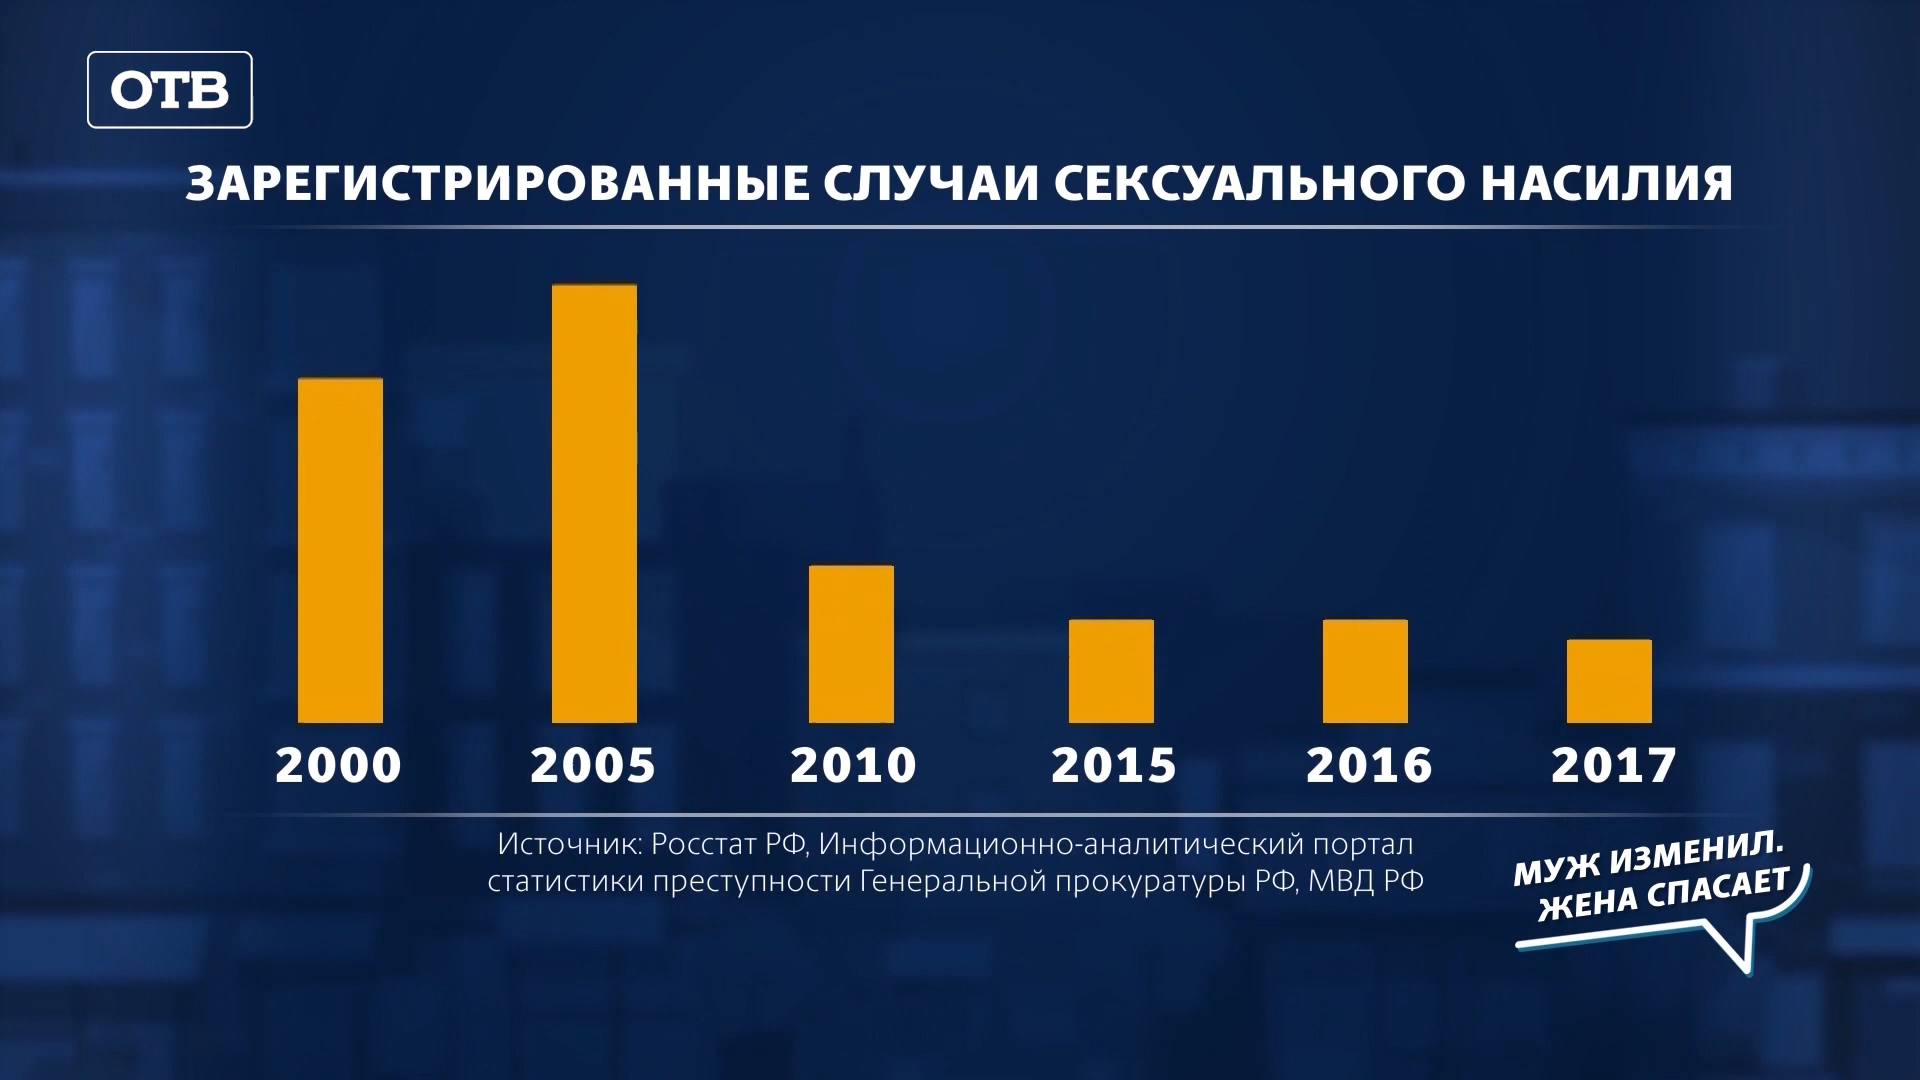 ОТВ
ЗАРЕГИСТРИРОВАННЫЕ СЛУЧАИ СЕКСУАЛЬНОГО НАСИЛИЯ
2000 2005 2010 2015 2016 2017
Источник: Росстат РФ, Информационно-аналитический портал
статистики преступности Генеральной прокуратуры РФ, МВД РФ
МУЖ ИЗМЕНИЛ.
ЖЕНА СПАСАЕТ